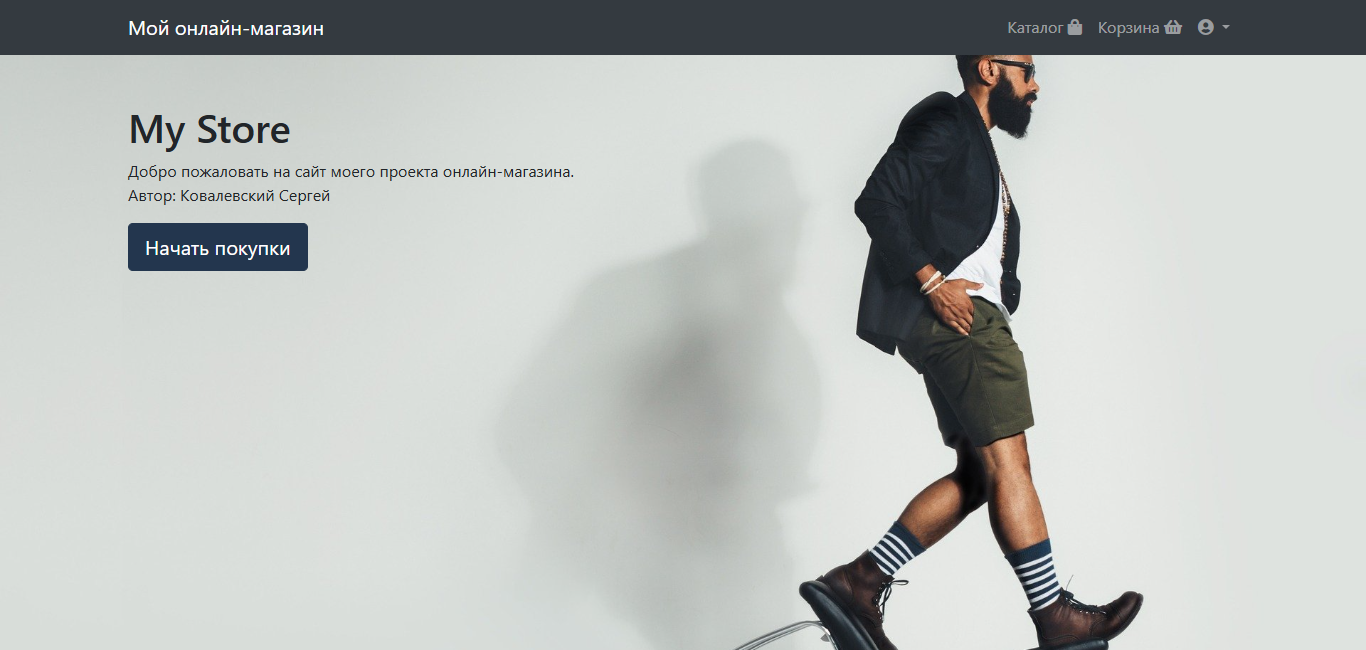 Мой онлайн-магазин
Каталог
Корзина
My Store
Добро пожаловать на сайт моего проекта онлайн-магазина.
Автор: Ковалевский Сергей
Начать покупки